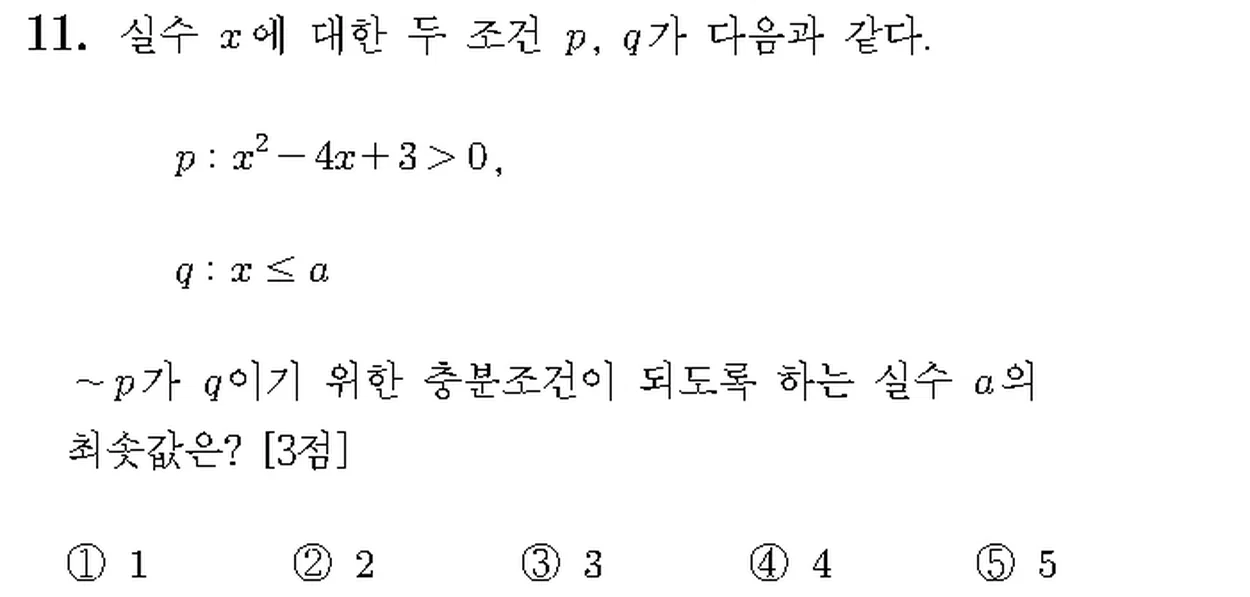 11. 실수 x에 대한 두 조건 p, q가 다음과 같다.
p : x² − 4x + 3 > 0,
q : x ≤ a
~p가 q이기 위한 충분조건이 되도록 하는 실수 a의
최솟값은? [3점]
① 1 ② 2 ③ 3 ④ 4 ⑤ 5